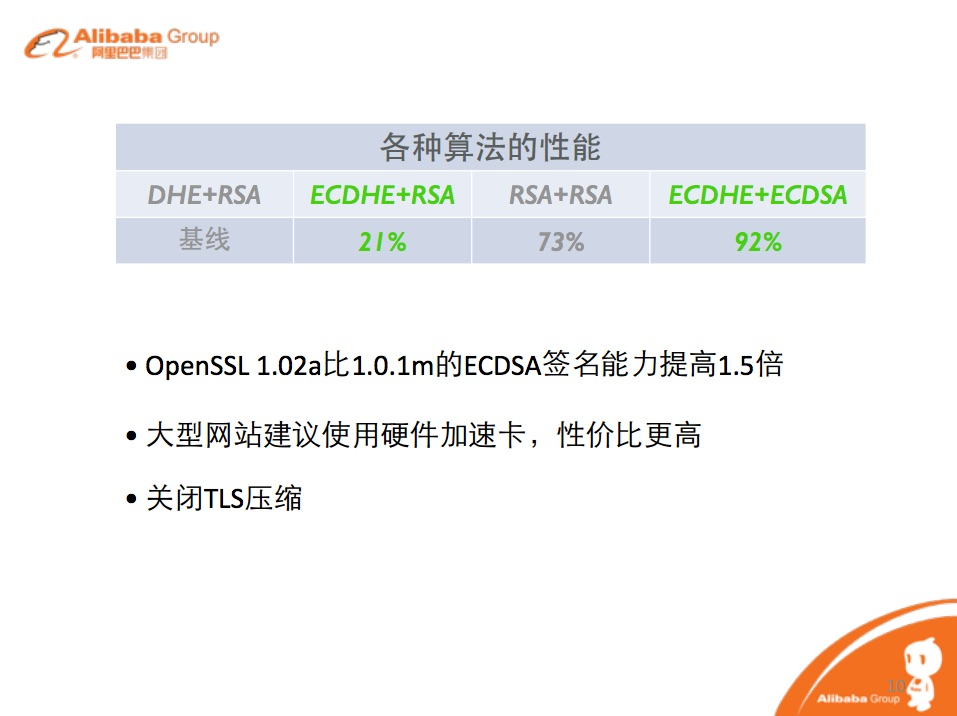 Alibaba Group
阿里巴巴集团
各种算法的性能
DHE+RSA ECDHE+RSA RSA+RSA ECDHE+ECDSA
基线 21% 73% 92%
• OpenSSL 1.02a比1.0.1m的ECDSA签名能力提高1.5倍
• 大型网站建议使用硬件加速卡，性价比更高
• 关闭TLS压缩
10
Alibaba Group